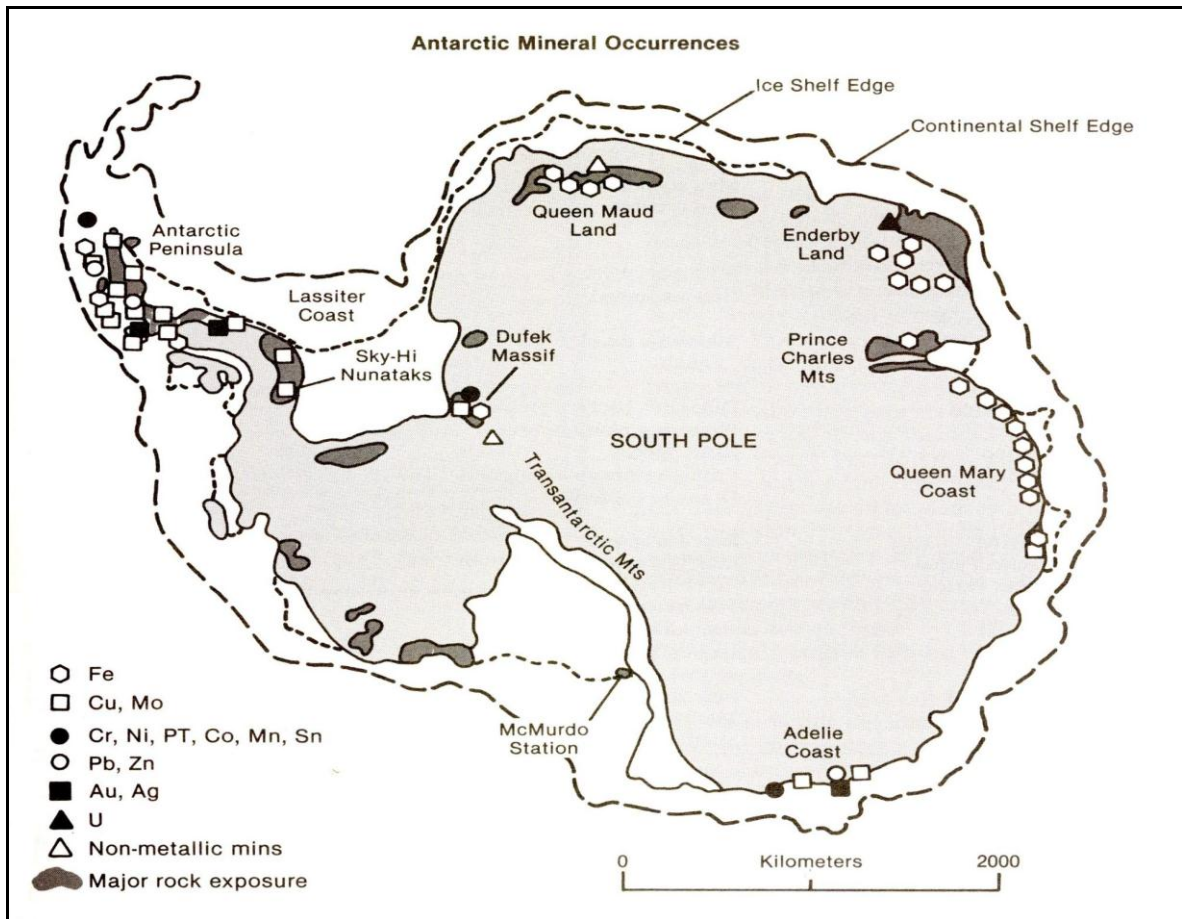 Antarctic Mineral Occurrences
Ice Shelf Edge
Continental Shelf Edge
Antarctic
Peninsula
Queen Maud
Land
Enderby
Land
Lassiter
Coast
Dufek
Massif
Sky-Hi
Nunataks
Prince
Charles
Mts
SOUTH POLE
Queen Mary
Coast
Transantarctic Mts
McMurdo
Station
Adelie
Coast
Fe
Cu, Mo
Cr, Ni, PT, Co, Mn, Sn
Pb, Zn
Au, Ag
U
Non-metallic mins
Major rock exposure
0 Kilometers 2000